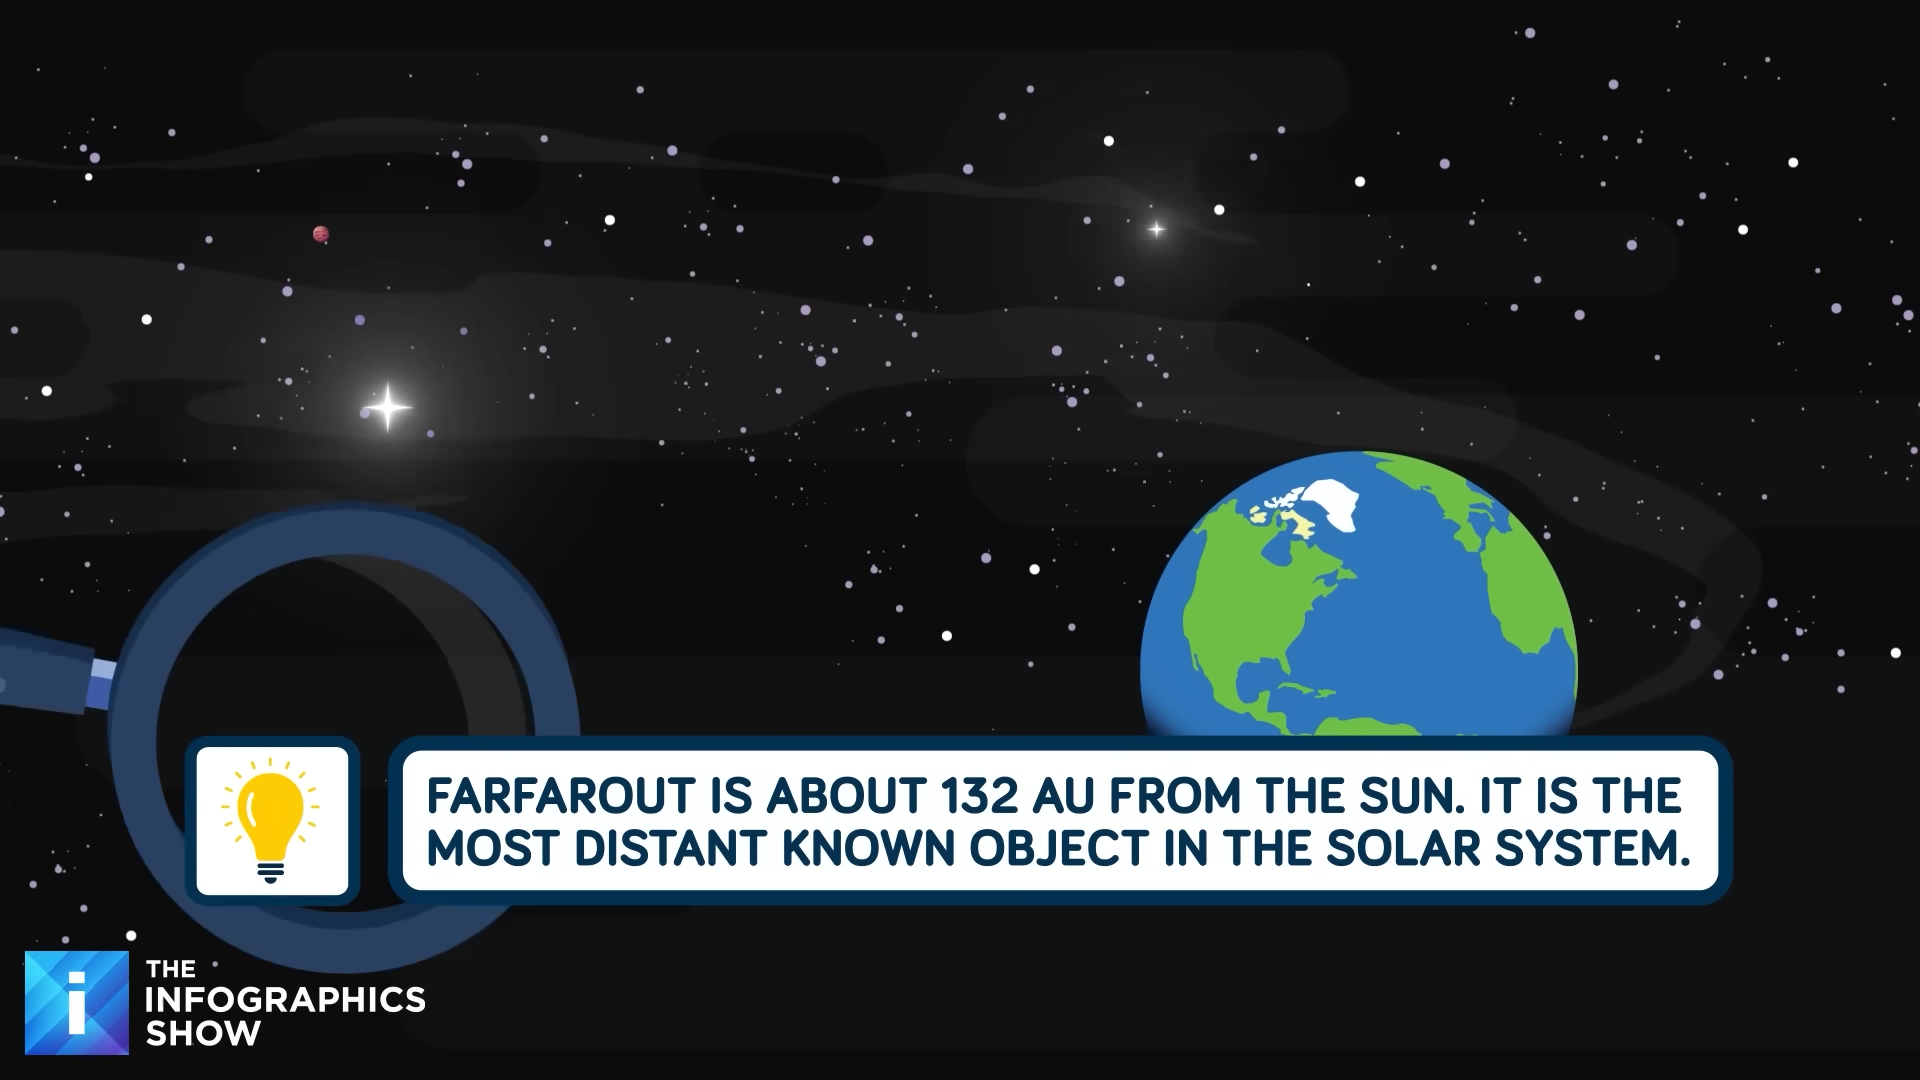 FARFAROUT IS ABOUT 132 AU FROM THE SUN. IT IS THE
MOST DISTANT KNOWN OBJECT IN THE SOLAR SYSTEM.
i
THE
INFOGRAPHICS
SHOW